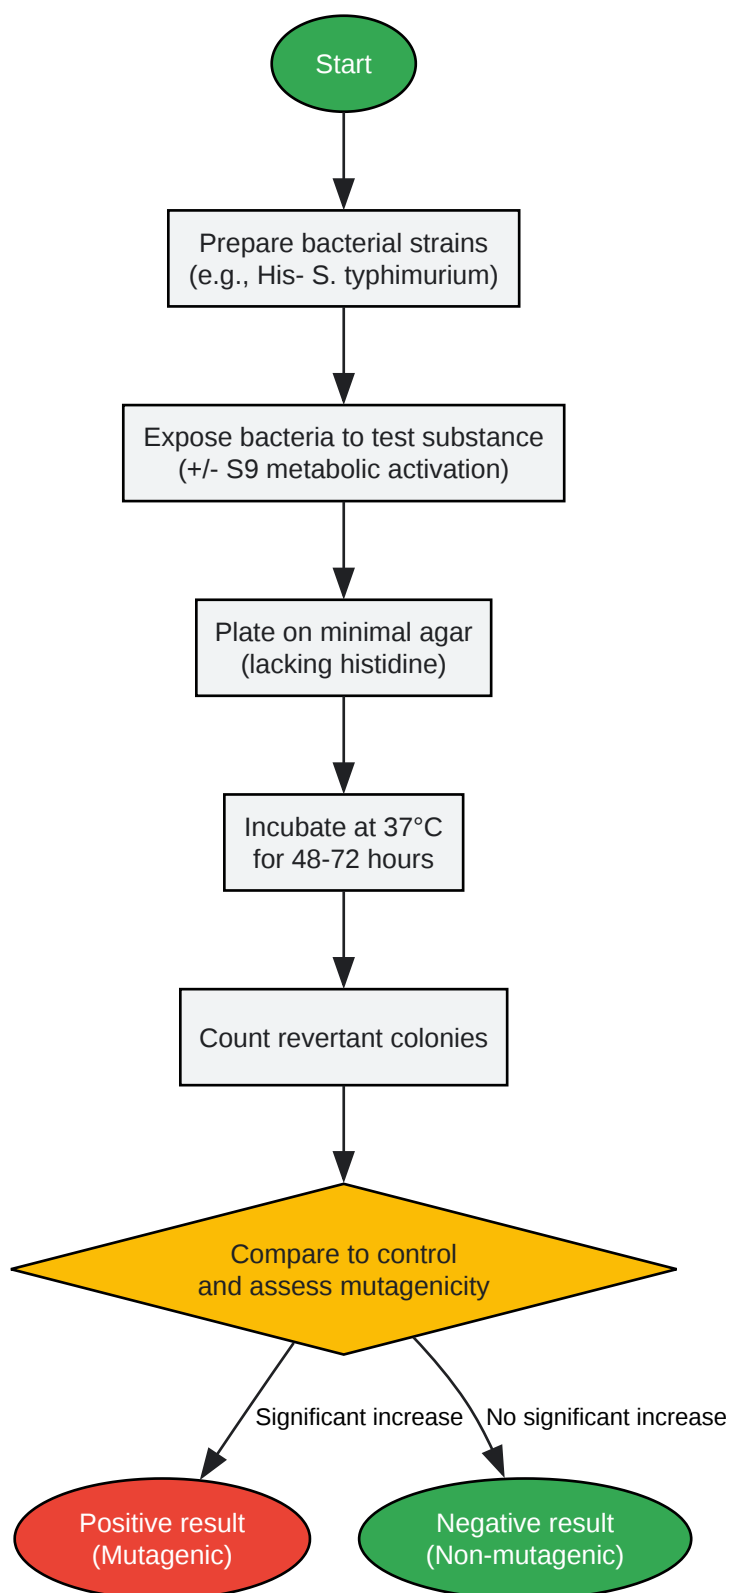 Start
Prepare bacterial strains
(e.g., His- S. typhimurium)
Expose bacteria to test substance
(+/- S9 metabolic activation)
Plate on minimal agar
(lacking histidine)
Incubate at 37°C
for 48-72 hours
Count revertant colonies
Compare to control
and assess mutagenicity
Significant increase
No significant increase
Positive result
(Mutagenic)
Negative result
(Non-mutagenic)